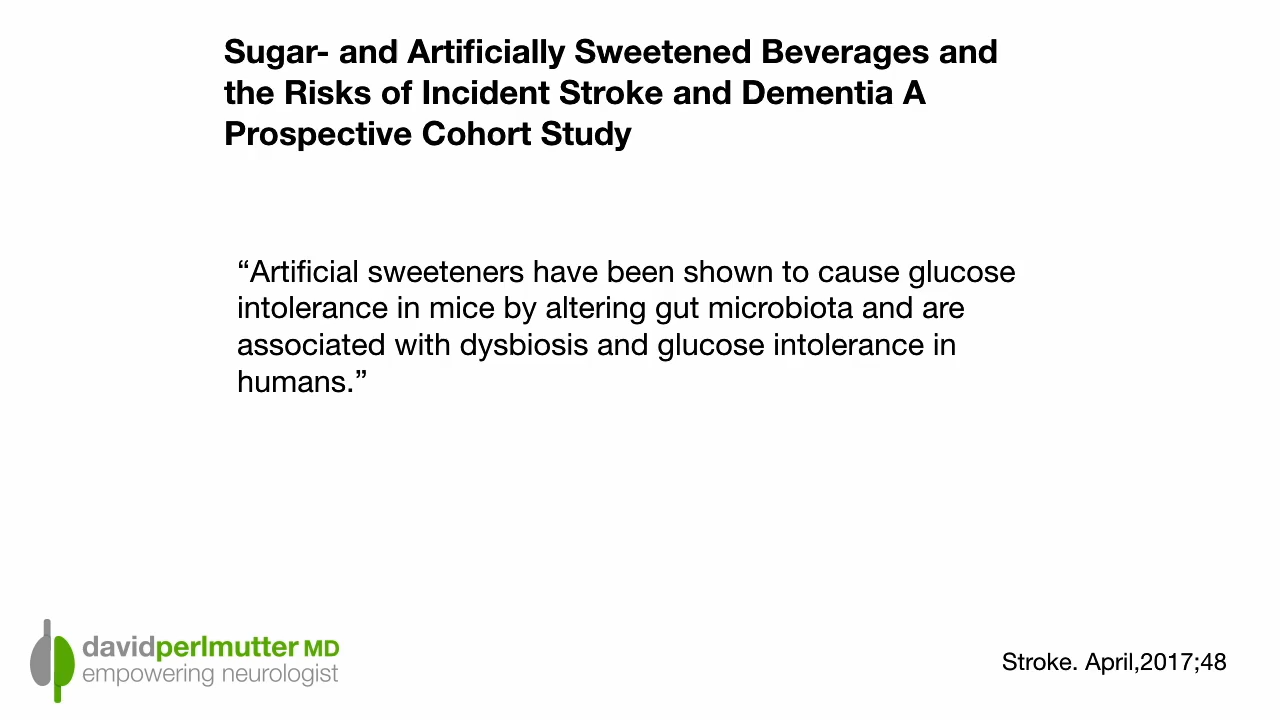 Sugar- and Artificially Sweetened Beverages and
the Risks of Incident Stroke and Dementia A
Prospective Cohort Study
“Artificial sweeteners have been shown to cause glucose
intolerance in mice by altering gut microbiota and are
associated with dysbiosis and glucose intolerance in
humans.”
davidperlmutter MD
empowering neurologist
Stroke. April,2017;48